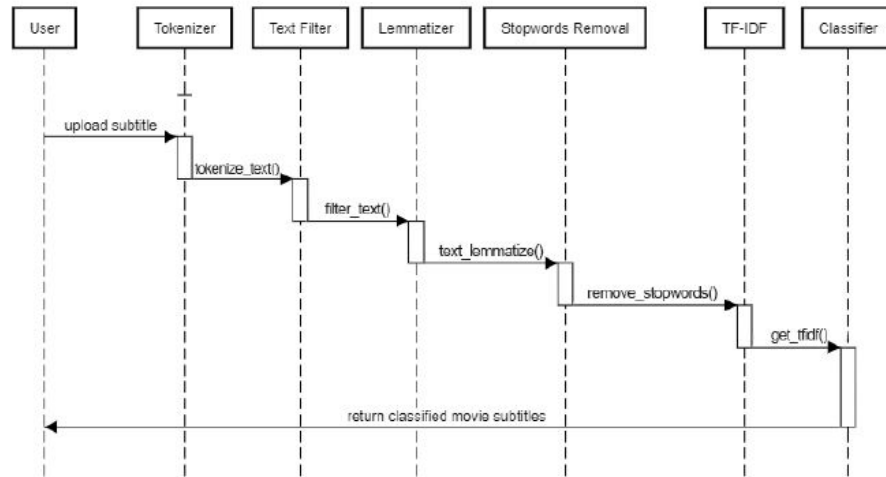 User
Tokenizer
Text Filter
Lemmatizer
Stopwords Removal
TF-IDF
Classifier
upload subtitle
tokenize_text()
filter_text()
text_lemmatize()
remove_stopwords()
get_tfidf()
return classified movie subtitles